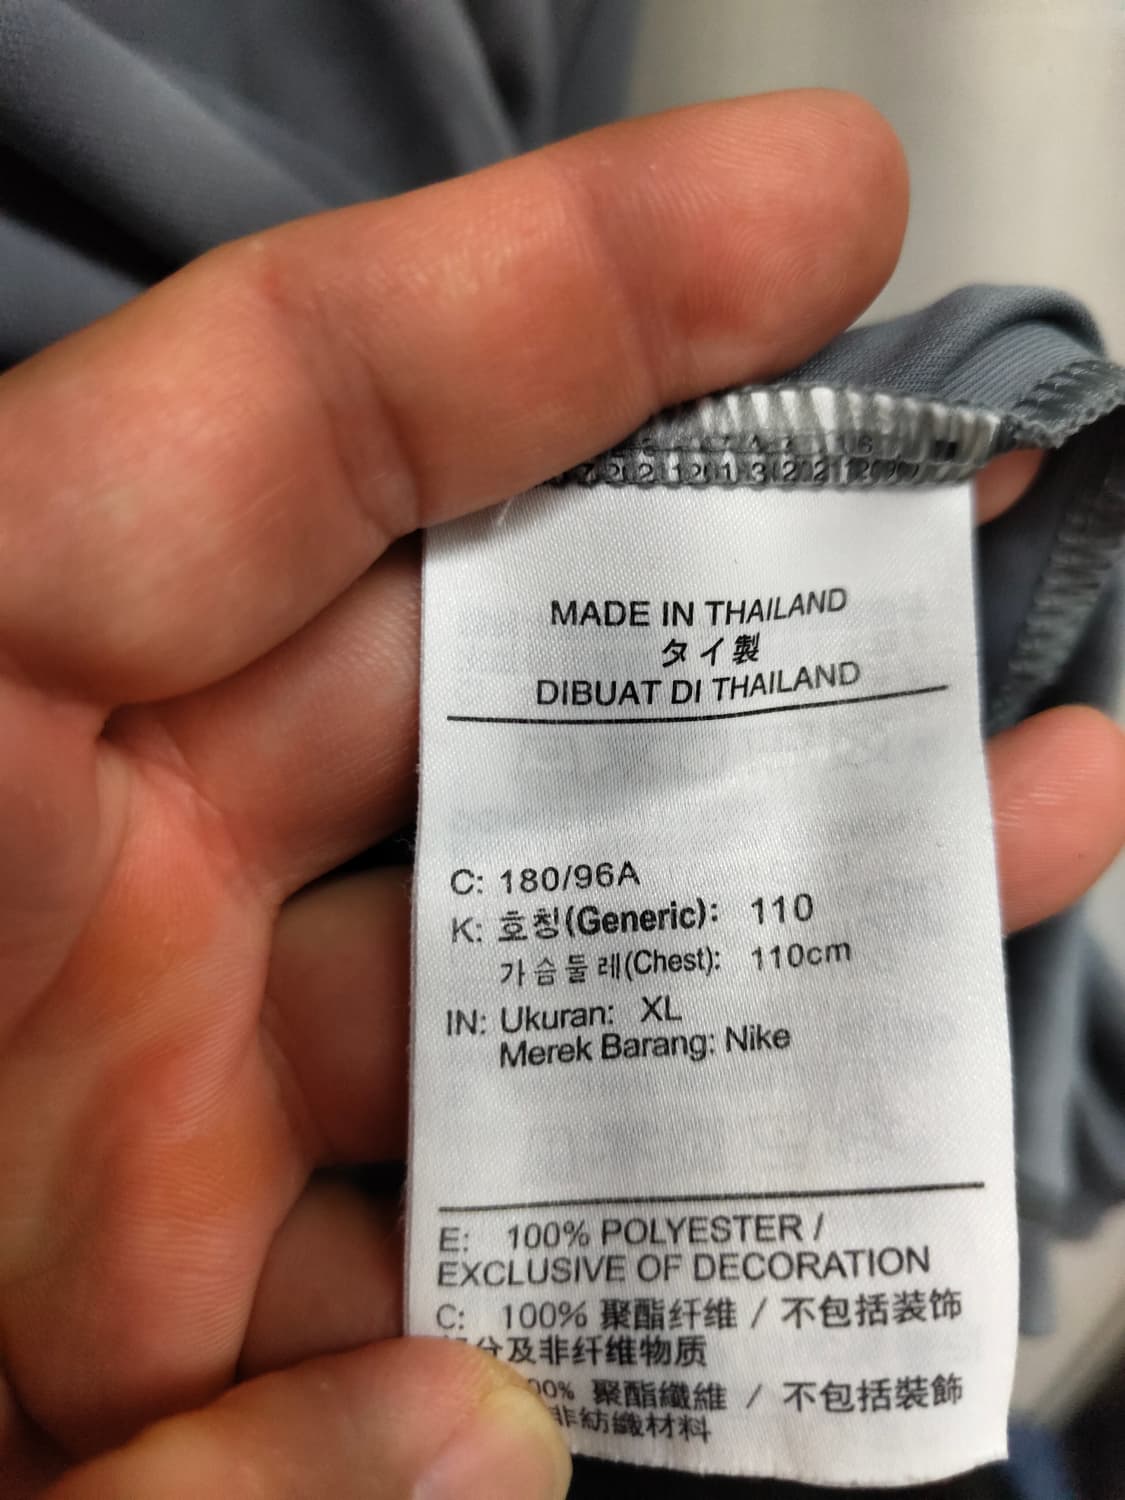 MADE IN THAILAND
タイ製
DIBUAT DI THAILAND
C: 180/96A
K: 호칭(Generic): 110
가슴둘레(Chest): 110cm
IN: Ukuran: XL
Merek Barang: Nike
E: 100% POLYESTER /
EXCLUSIVE OF DECORATION
C: 100% 聚酯纤维 / 不包括装饰
分及非纤维物质
聚酯纖維 / 不包括裝飾
非紡織材料